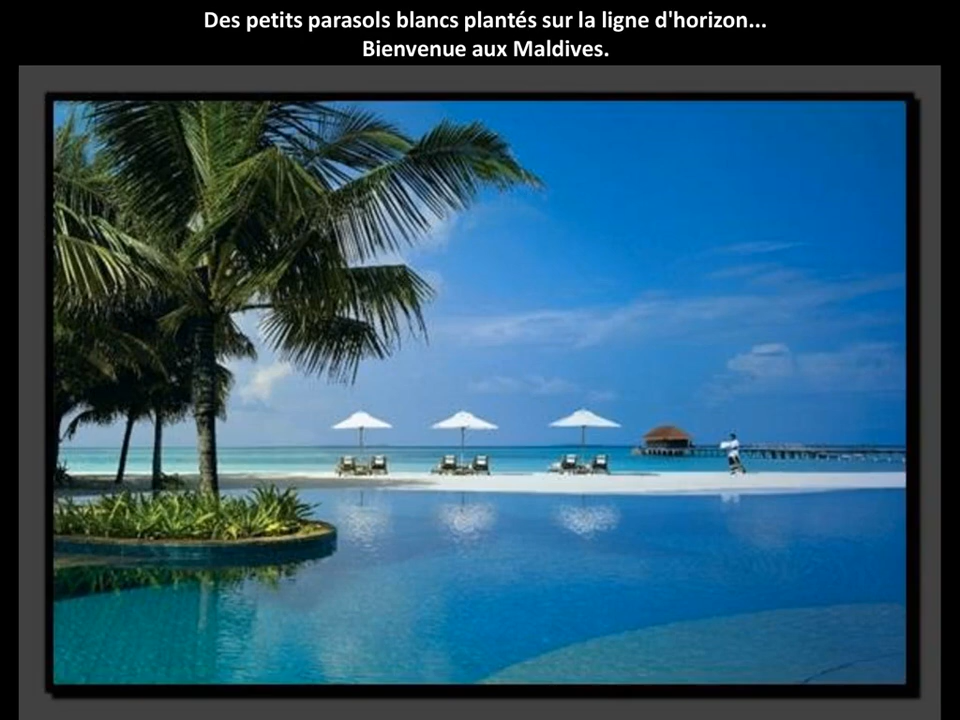 Des petits parasols blancs plantés sur la ligne d'horizon...
Bienvenue aux Maldives.